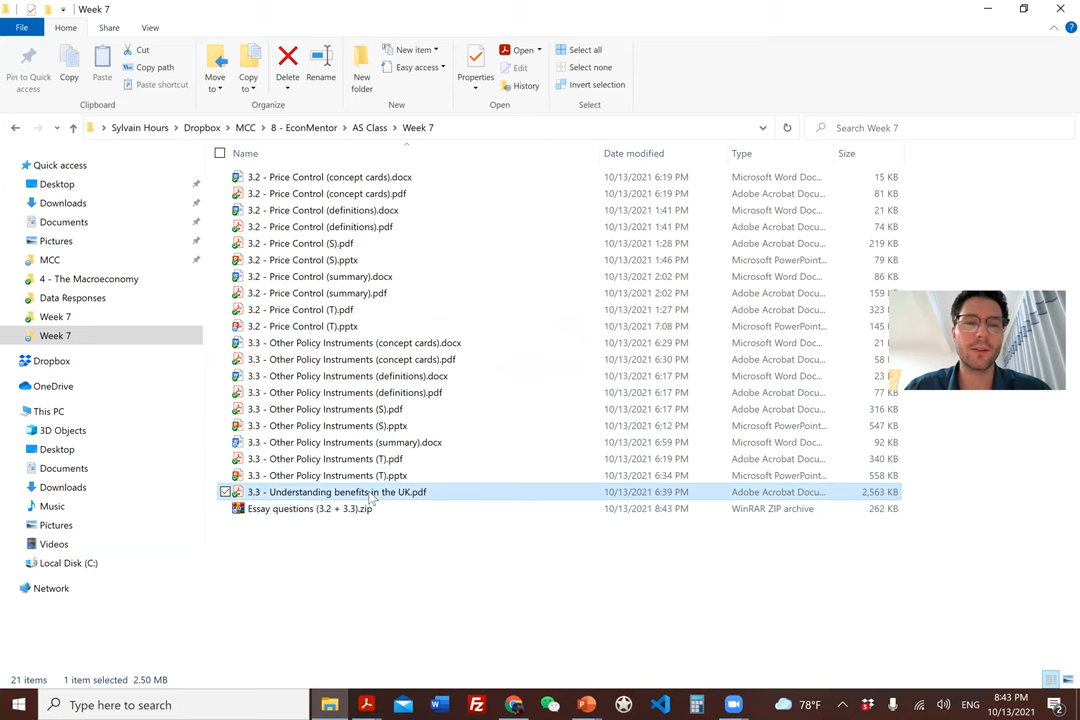 Week 7
File
Home
Share
View
Pin to Quick access
Copy
Paste
Cut
Copy path
Paste shortcut
Clipboard
Move to
Copy to
Delete
Rename
Organize
New folder
New item
Easy access
New
Properties
Open
Edit
History
Open
Select all
Select none
Invert selection
Select
Sylvain Hours > Dropbox > MCC > 8 - EconMentor > AS Class > Week 7
Search Week 7
Name Date modified Type Size
Quick access
Desktop
Downloads
Documents
Pictures
MCC
4 - The Macroeconomy
Data Responses
Week 7
Week 7
Dropbox
OneDrive
This PC
3D Objects
Desktop
Documents
Downloads
Music
Pictures
Videos
Local Disk (C:)
Network
3.2 - Price Control (concept cards).docx 10/13/2021 6:19 PM Microsoft Word Doc... 15 KB
3.2 - Price Control (concept cards).pdf 10/13/2021 6:19 PM Adobe Acrobat Docu... 81 KB
3.2 - Price Control (definitions).docx 10/13/2021 1:41 PM Microsoft Word Doc... 21 KB
3.2 - Price Control (definitions).pdf 10/13/2021 1:41 PM Adobe Acrobat Docu... 74 KB
3.2 - Price Control (S).pdf 10/13/2021 1:28 PM Adobe Acrobat Docu... 219 KB
3.2 - Price Control (S).pptx 10/13/2021 1:46 PM Microsoft PowerPoint... 79 KB
3.2 - Price Control (summary).docx 10/13/2021 2:02 PM Microsoft Word Doc... 86 KB
3.2 - Price Control (summary).pdf 10/13/2021 2:02 PM Adobe Acrobat Docu... 159
3.2 - Price Control (T).pdf 10/13/2021 1:27 PM Adobe Acrobat Docu... 323
3.2 - Price Control (T).pptx 10/13/2021 7:08 PM Microsoft PowerPoint... 145
3.3 - Other Policy Instruments (concept cards).docx 10/13/2021 6:29 PM Microsoft Word Doc... 21
3.3 - Other Policy Instruments (concept cards).pdf 10/13/2021 6:30 PM Adobe Acrobat Docu... 58
3.3 - Other Policy Instruments (definitions).docx 10/13/2021 6:17 PM Microsoft Word Doc... 23
3.3 - Other Policy Instruments (definitions).pdf 10/13/2021 6:17 PM Adobe Acrobat Docu... 77 KB
3.3 - Other Policy Instruments (S).pdf 10/13/2021 6:17 PM Adobe Acrobat Docu... 316 KB
3.3 - Other Policy Instruments (S).pptx 10/13/2021 6:12 PM Microsoft PowerPoint... 547 KB
3.3 - Other Policy Instruments (summary).docx 10/13/2021 6:59 PM Microsoft Word Doc... 92 KB
3.3 - Other Policy Instruments (T).pdf 10/13/2021 6:17 PM Adobe Acrobat Docu... 340 KB
3.3 - Other Policy Instruments (T).pptx 10/13/2021 6:34 PM Microsoft PowerPoint... 558 KB
3.3 - Understanding benefits in the UK.pdf 10/13/2021 6:39 PM Adobe Acrobat Docu... 2,563 KB
Essay questions (3.2 + 3.3).zip 10/13/2021 8:43 PM WinRAR ZIP archive 262 KB
21 items 1 item selected 2.50 MB
Type here to search
78°F
ENG
8:43 PM
10/13/2021
2